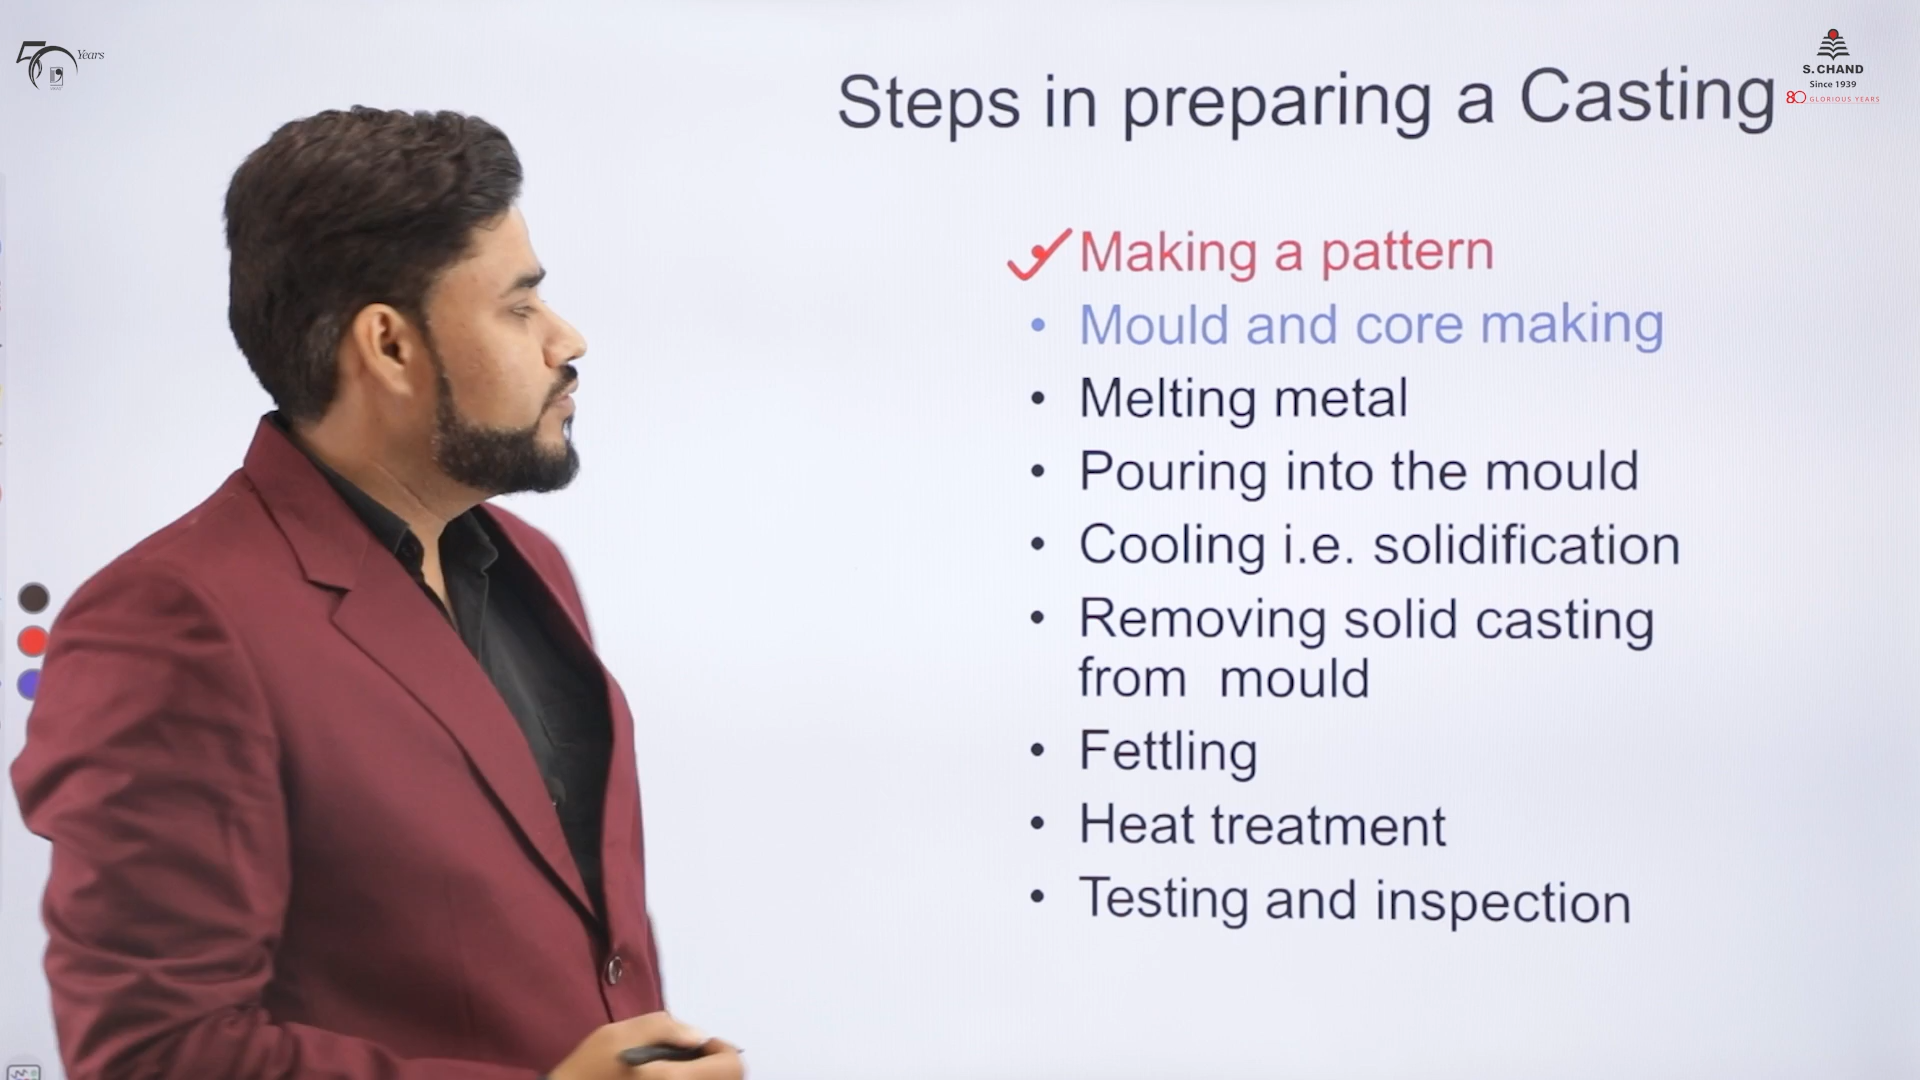 50 Years
S. CHAND
Since 1939
80 GLORIOUS YEARS
Steps in preparing a Casting
Making a pattern
• Mould and core making
• Melting metal
• Pouring into the mould
• Cooling i.e. solidification
• Removing solid casting
from mould
• Fettling
• Heat treatment
• Testing and inspection